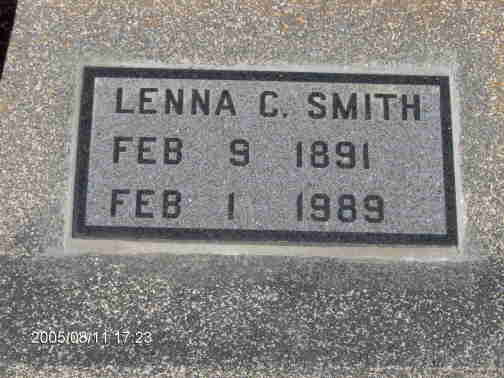 LENNA C. SMITH
FEB 9 1891
FEB 1 1989
2005/08/11 17:23